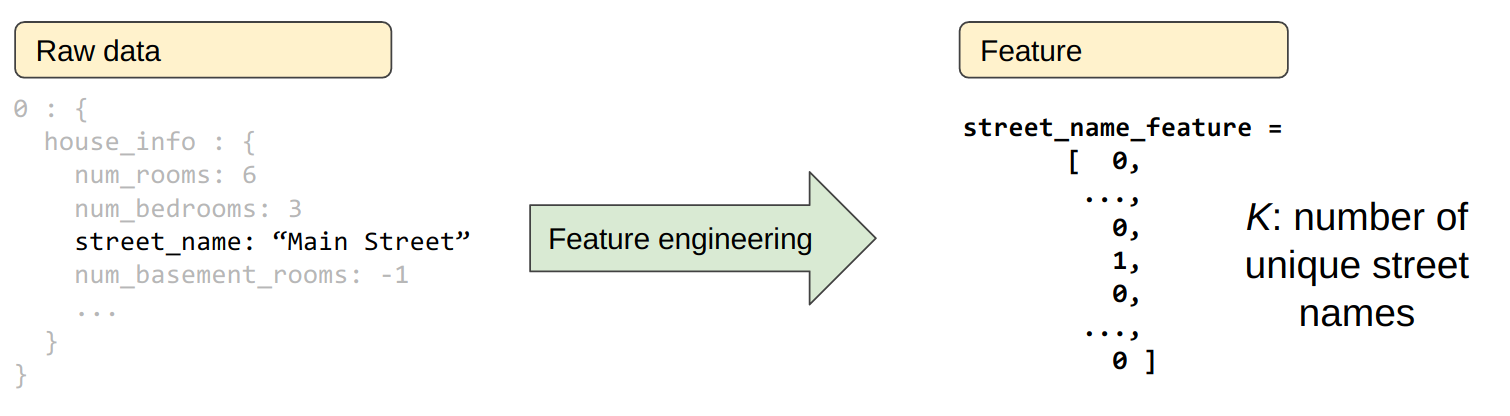 Raw data
0 : {
house_info : {
num_rooms: 6
num_bedrooms: 3
street_name: “Main Street”
num_basement_rooms: -1
...
}
}
Feature engineering
Feature
street_name_feature =
[ 0,
...,
0,
1,
0,
...,
0 ]
K: number of
unique street
names